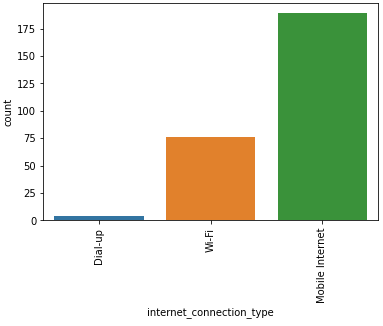 175
150
125
100
75
50
25
0
count
Dial-up
Wi-Fi
Mobile Internet
internet_connection_type